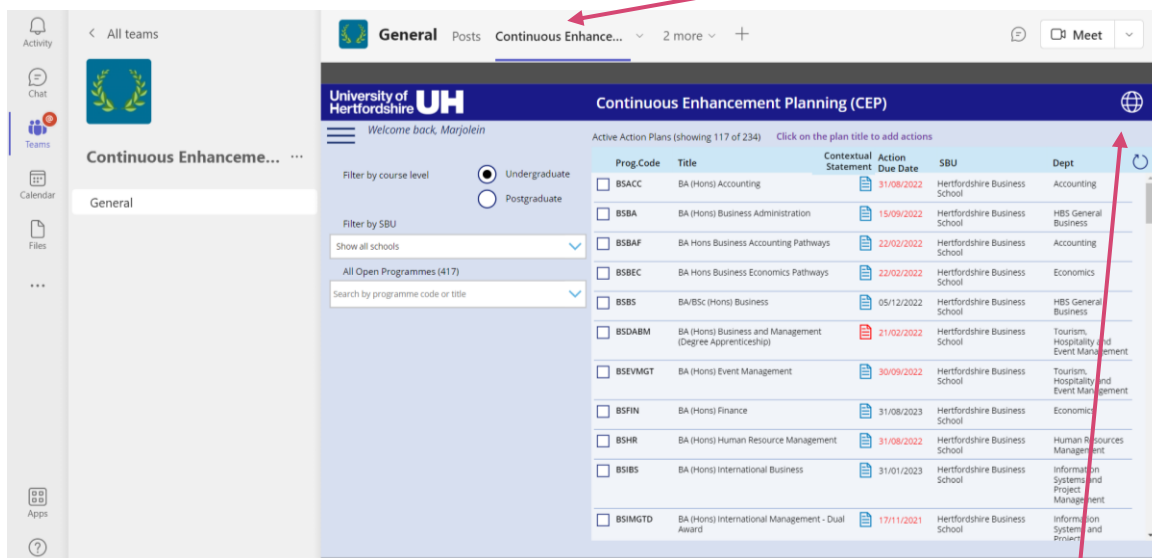 Activity
Chat
Teams
Calendar
Files
Apps
All teams
Continuous Enhanceme... ...
General
General Posts Continuous Enhance... 2 more
Meet
University of
Hertfordshire UH
Continuous Enhancement Planning (CEP)
Welcome back, Marjolein
Filter by course level
Undergraduate
Postgraduate
Filter by SBU
Show all schools
All Open Programmes (417)
Search by programme code or title
Active Action Plans (showing 117 of 234) Click on the plan title to add actions
Prog.Code Title Contextual Statement Action Due Date SBU Dept
BSACC BA (Hons) Accounting 31/08/2022 Hertfordshire Business School Accounting
BSBA BA (Hons) Business Administration 15/09/2022 Hertfordshire Business School HBS General Business
BSBAF BA Hons Business Accounting Pathways 22/02/2022 Hertfordshire Business School Accounting
BSBEC BA Hons Business Economics Pathways 22/02/2022 Hertfordshire Business School Economics
BSBS BA/BSc (Hons) Business 05/12/2022 Hertfordshire Business School HBS General Business
BSDABM BA (Hons) Business and Management (Degree Apprenticeship) 21/02/2022 Hertfordshire Business School Tourism, Hospitality and Event Management
BSEVMGT BA (Hons) Event Management 30/09/2022 Hertfordshire Business School Tourism, Hospitality and Event Management
BSFIN BA (Hons) Finance 31/08/2023 Hertfordshire Business School Economics
BSHR BA (Hons) Human Resource Management 31/08/2022 Hertfordshire Business School Human Resources Management
BSIBS BA (Hons) International Business 31/01/2023 Hertfordshire Business School Information Systems and Project Management
BSIMGTD BA (Hons) International Management - Dual Award 17/11/2021 Hertfordshire Business School Information Systems and Project